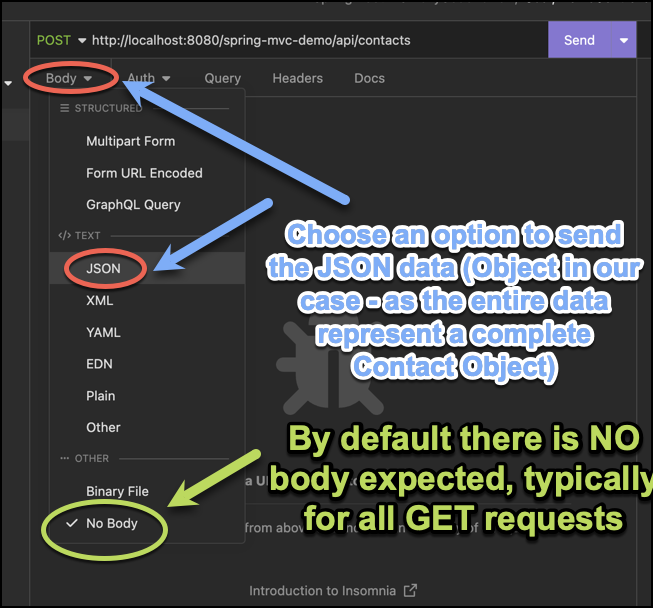 POST http://localhost:8080/spring-mvc-demo/api/contacts Send
Body Auth Query Headers Docs
STRUCTURED
Multipart Form
Form URL Encoded
GraphQL Query
</> TEXT
JSON
XML
YAML
EDN
Plain
Other
··· OTHER
Binary File
No Body
Choose an option to send
the JSON data (Object in our
case - as the entire data
represent a complete
Contact Object)
By default there is NO
body expected, typically
for all GET requests
from above
Introduction to Insomnia